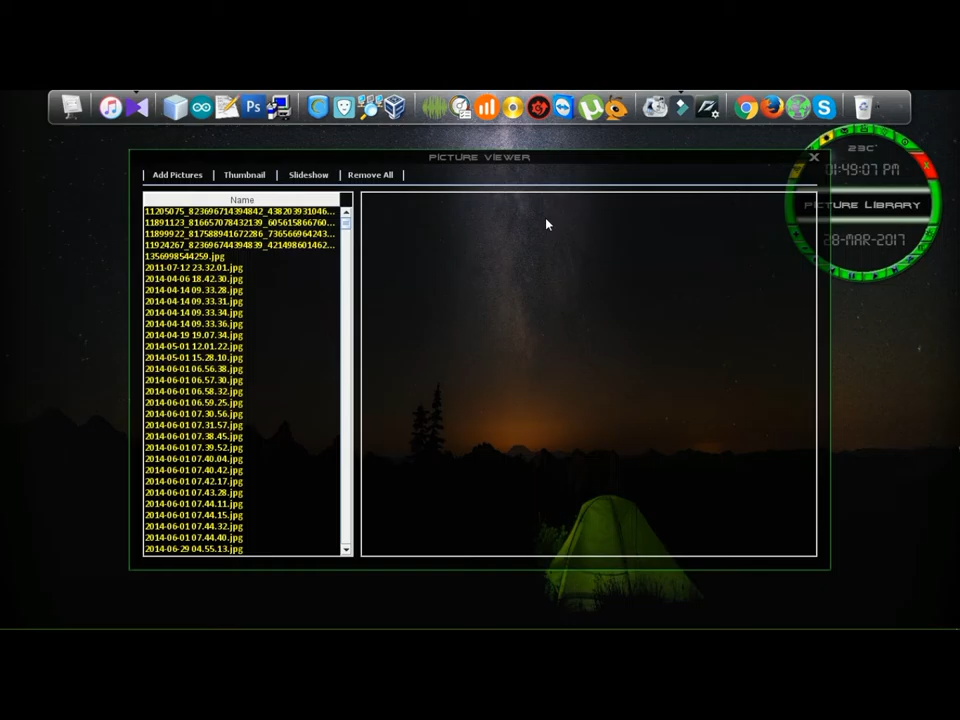 Ps
23C
PICTURE VIEWER
X
01:49:07 PM
| Add Pictures | Thumbnail | Slideshow | Remove All |
Name
PICTURE LIBRARY
11205075_823696714394842_438203931046...
11891123_816657078432139_605615866760...
11899922_817588941672286_736566964243...
11924267_823696744394839_421498601462...
28-MAR-2017
1356998544259.jpg
2011-07-12 23.32.01.jpg
2014-04-06 18.42.30.jpg
2014-04-14 09.33.28.jpg
2014-04-14 09.33.31.jpg
2014-04-14 09.33.34.jpg
2014-04-14 09.33.36.jpg
2014-04-19 19.07.34.jpg
2014-05-01 12.01.22.jpg
2014-05-01 15.28.10.jpg
2014-06-01 06.56.38.jpg
2014-06-01 06.57.30.jpg
2014-06-01 06.58.32.jpg
2014-06-01 06.59.25.jpg
2014-06-01 07.30.56.jpg
2014-06-01 07.31.57.jpg
2014-06-01 07.38.45.jpg
2014-06-01 07.39.52.jpg
2014-06-01 07.40.04.jpg
2014-06-01 07.40.42.jpg
2014-06-01 07.42.17.jpg
2014-06-01 07.43.28.jpg
2014-06-01 07.44.11.jpg
2014-06-01 07.44.15.jpg
2014-06-01 07.44.32.jpg
2014-06-01 07.44.40.jpg
2014-06-29 04.55.13.jpg